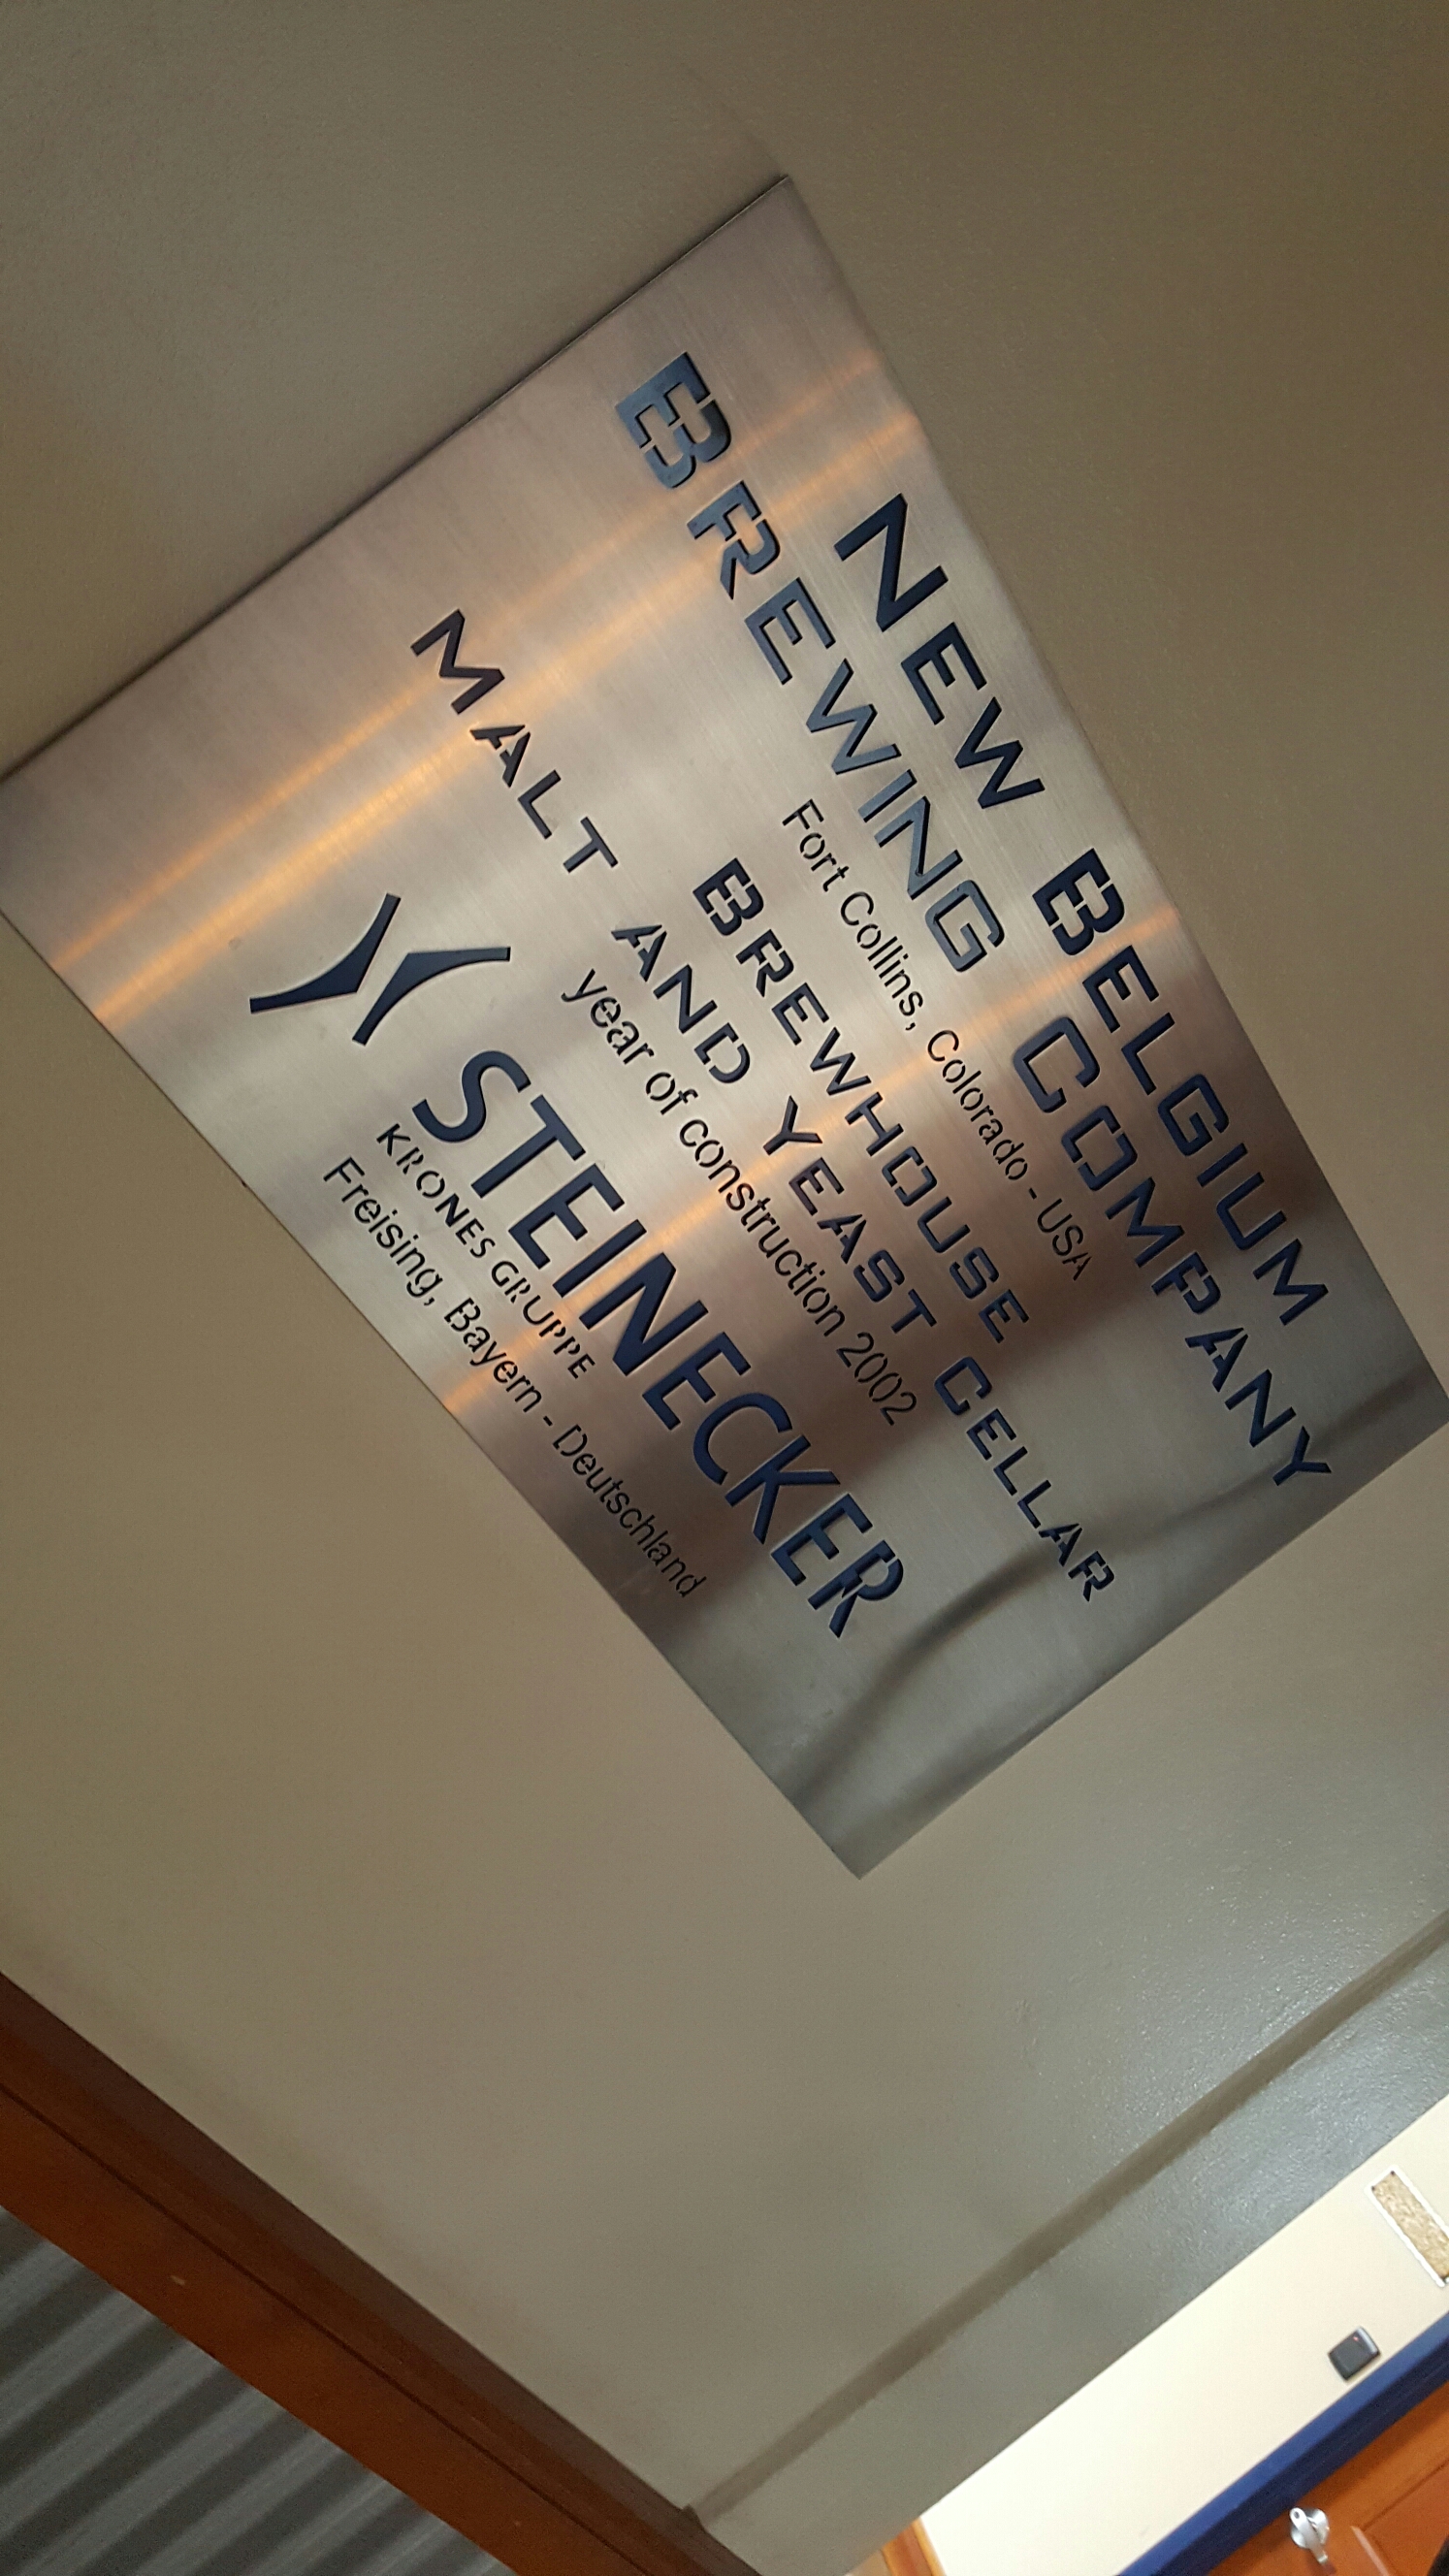 NEW BELGIUM
BREWING COMPANY
Fort Collins, Colorado - USA
BREWHOUSE
MALT AND YEAST CELLAR
year of construction 2002
STEINECKER
KRONES GRUPPE
Freising, Bayern - Deutschland